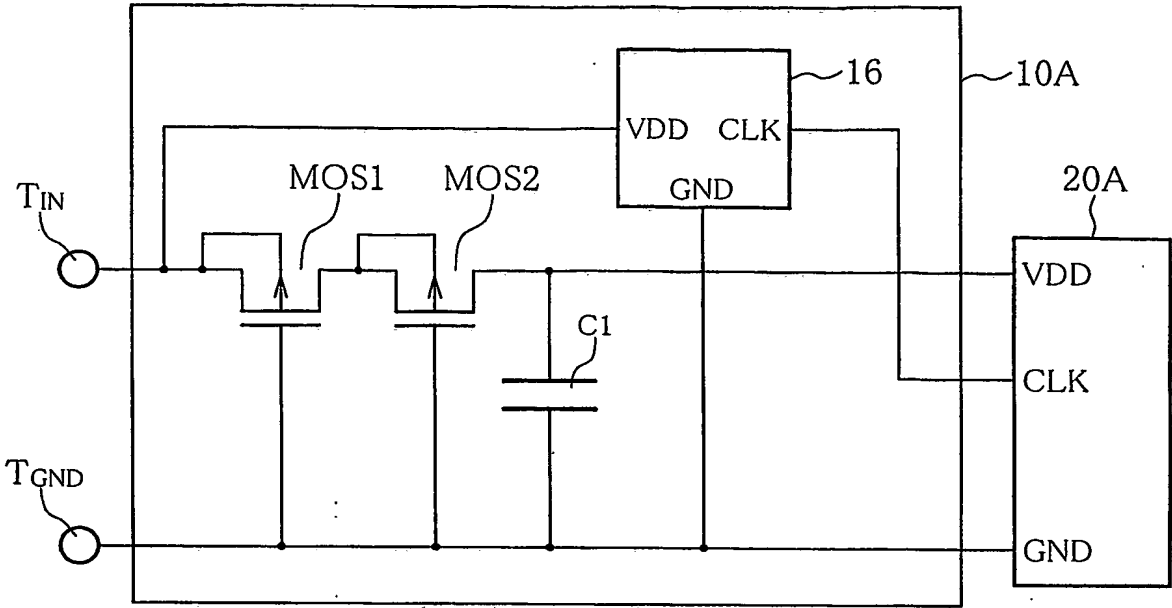 16
10A
VDD CLK
GND
MOS1 MOS2
TIN
20A
VDD
C1
CLK
TGND
GND